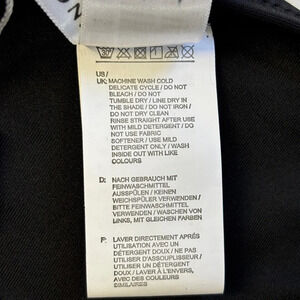 ON
30
US /
UK: MACHINE WASH COLD
DELICATE CYCLE / DO NOT
BLEACH / DO NOT
TUMBLE DRY / LINE DRY IN
THE SHADE / DO NOT IRON /
DO NOT DRY CLEAN
RINSE STRAIGHT AFTER USE
WITH MILD DETERGENT / DO
NOT USE FABRIC
SOFTENER / USE MILD
DETERGENT ONLY / WASH
INSIDE OUT WITH LIKE
COLOURS
D: NACH GEBRAUCH MIT
FEINWASCHMITTEL
AUSSPÜLEN / KEINEN
WEICHSPÜLER VERWENDEN /
BITTE FEINWASCHMITTEL
VERWENDEN / WASCHEN VON
LINKS, MIT GLEICHEN FARBEN
F: LAVER DIRECTEMENT APRÈS
UTILISATION AVEC UN
DÉTERGENT DOUX / NE PAS
UTILISER D'ASSOUPLISSEUR /
UTILISER UN DÉTERGENT
DOUX / LAVER À L'ENVERS,
AVEC DES COULEURS
SIMILAIRES